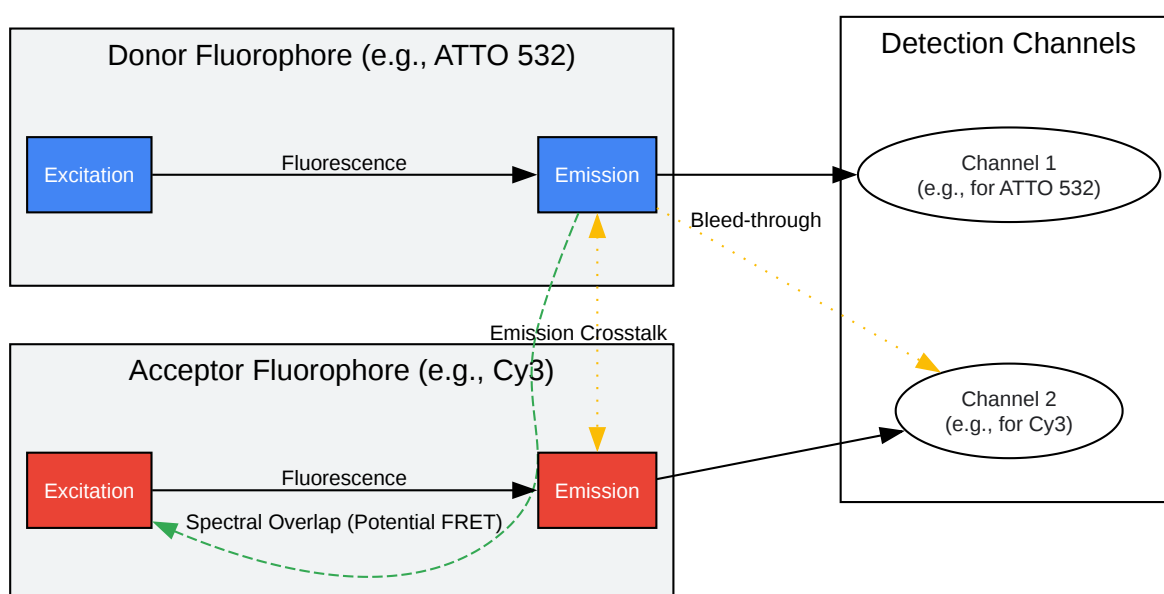 Donor Fluorophore (e.g., ATTO 532)
Detection Channels
Excitation
Fluorescence
Emission
Channel 1
(e.g., for ATTO 532)
Bleed-through
Emission Crosstalk
Acceptor Fluorophore (e.g., Cy3)
Channel 2
(e.g., for Cy3)
Excitation
Fluorescence
Emission
Spectral Overlap (Potential FRET)